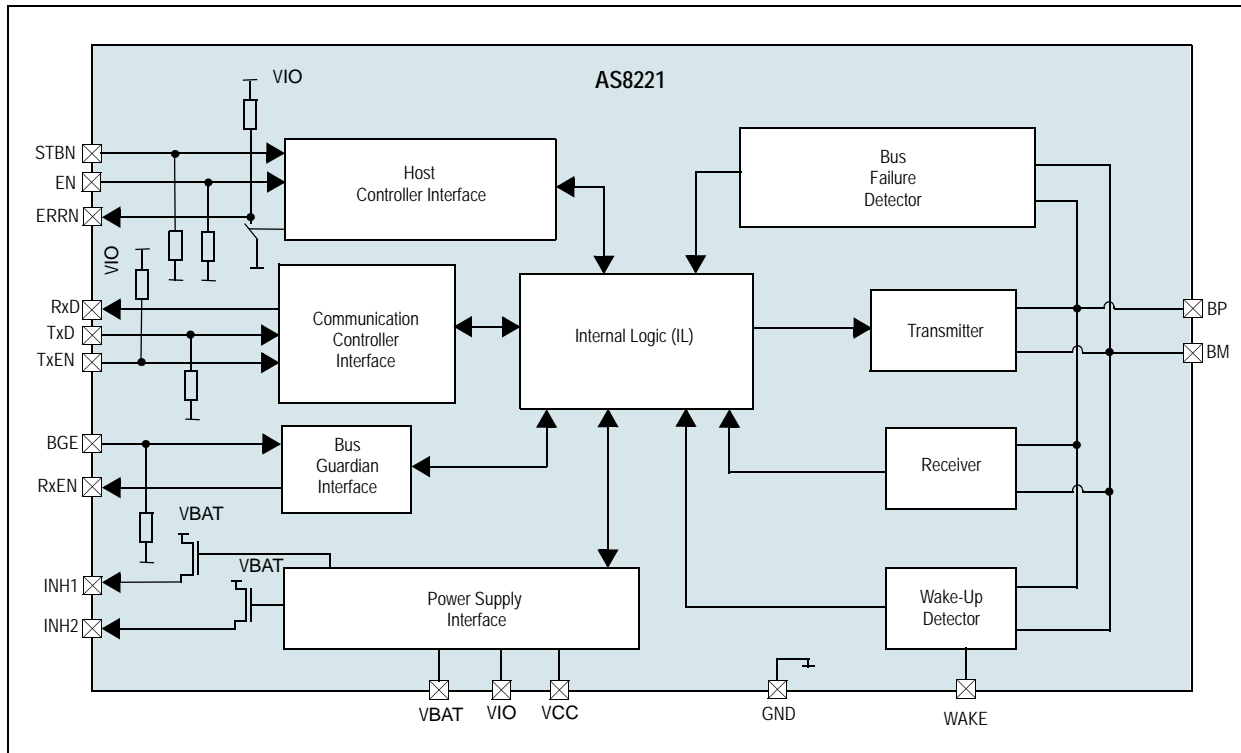 AS8221
VIO
STBN
EN
ERRN
Host
Controller Interface
Bus
Failure
Detector
VIO
RxD
TxD
TxEN
Communication
Controller
Interface
Internal Logic (IL)
Transmitter
BP
BM
BGE
RxEN
Bus
Guardian
Interface
Receiver
VBAT
VBAT
INH1
INH2
Power Supply
Interface
Wake-Up
Detector
VBAT
VIO
VCC
GND
WAKE